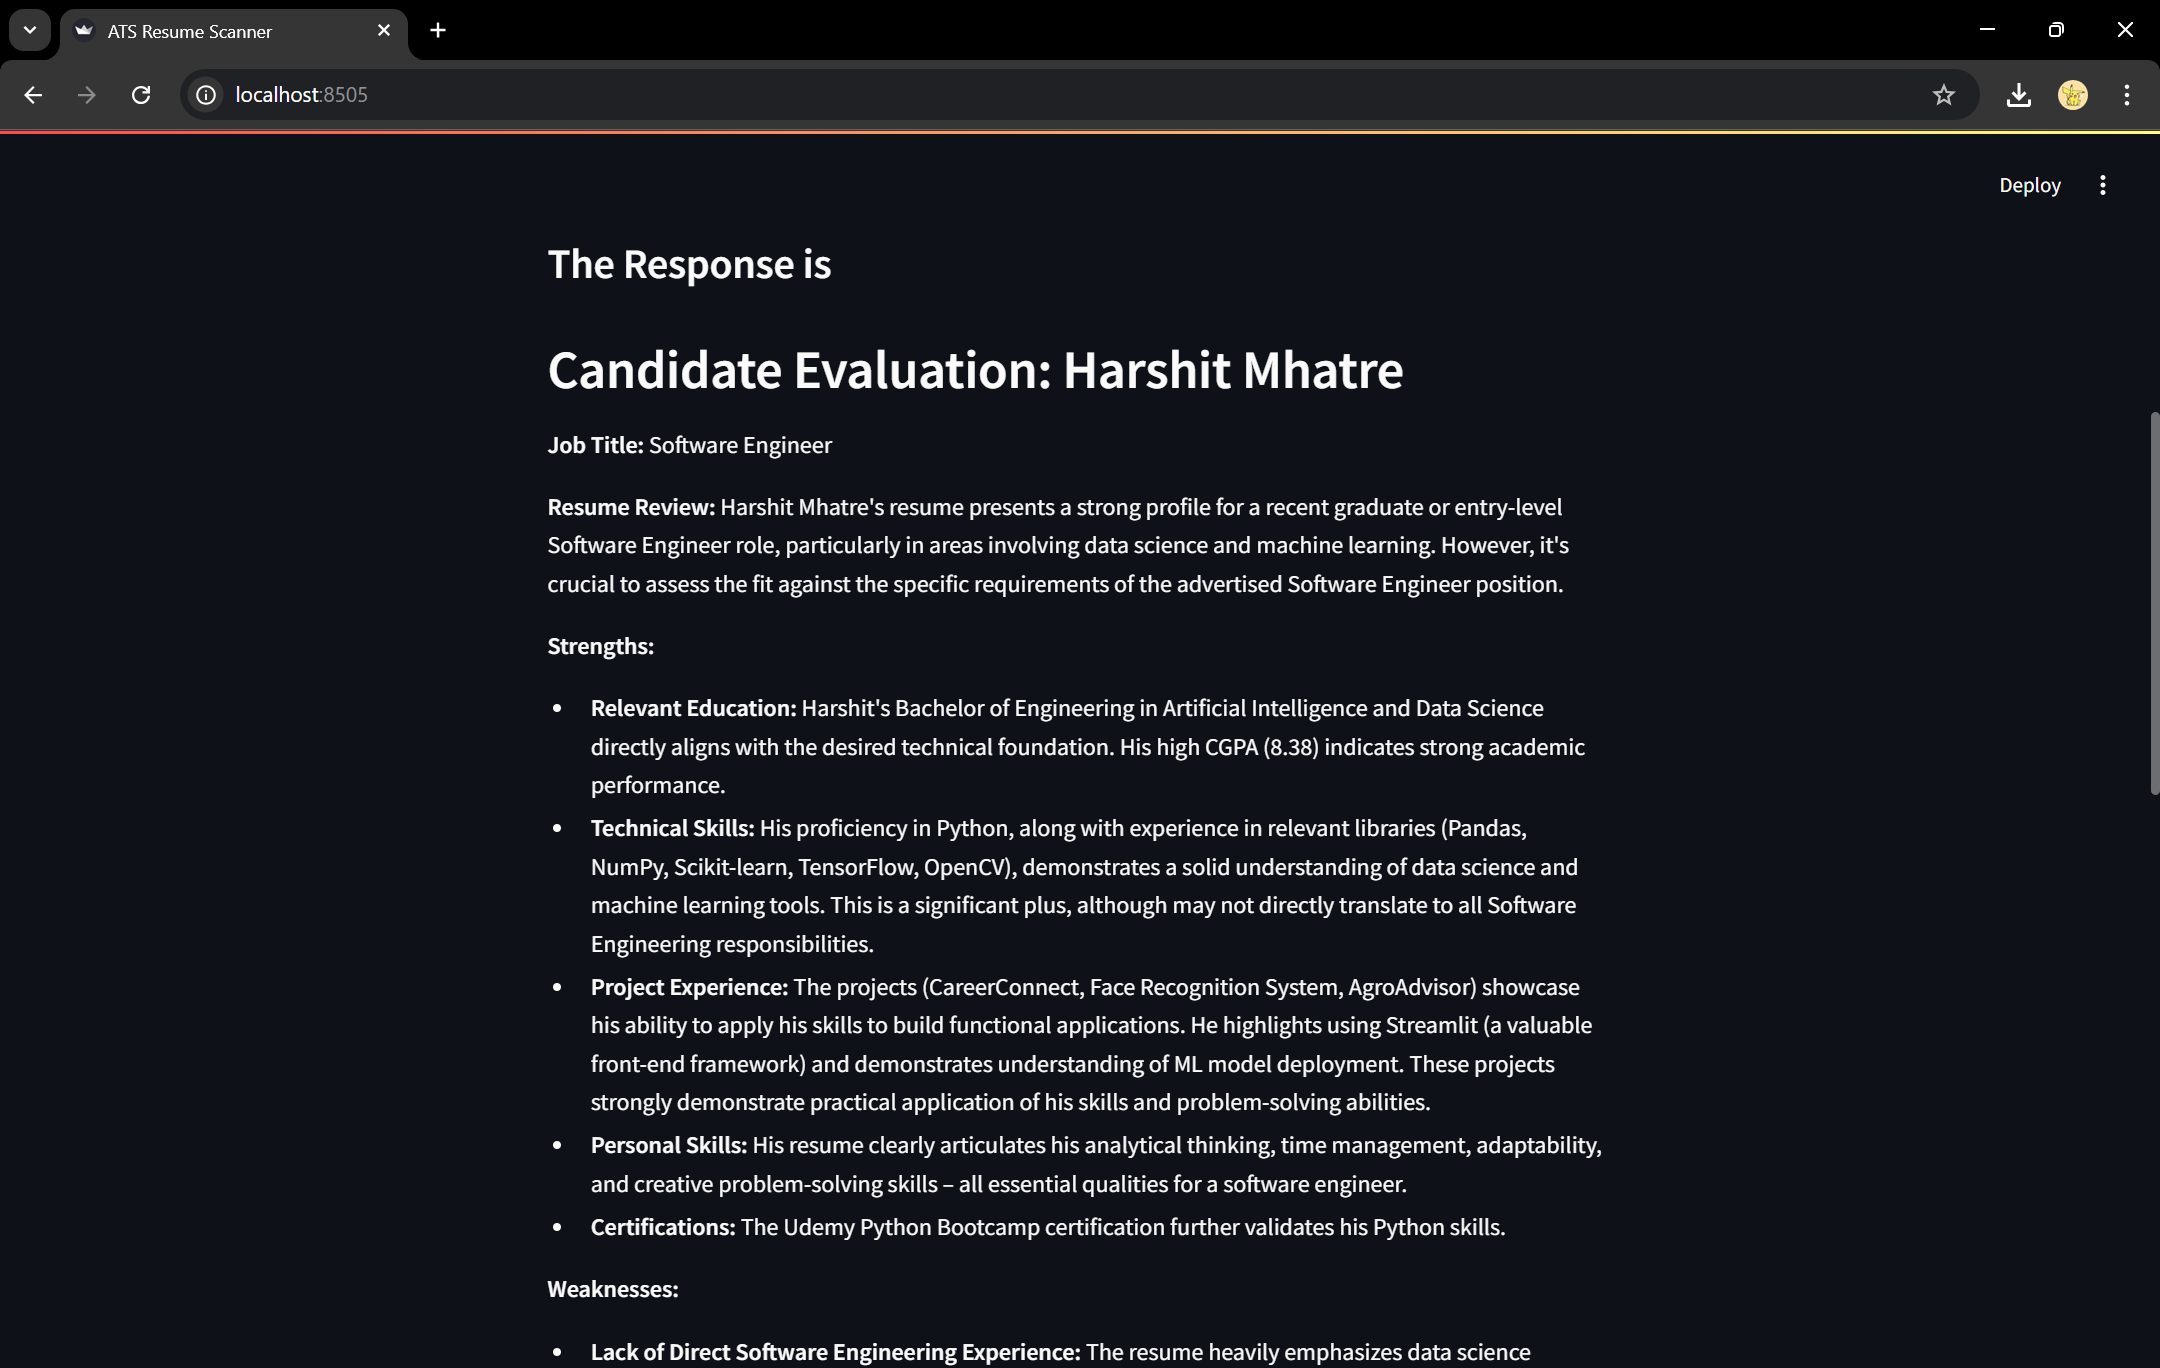 ATS Resume Scanner
localhost:8505
Deploy
The Response is
Candidate Evaluation: Harshit Mhatre
Job Title: Software Engineer
Resume Review: Harshit Mhatre's resume presents a strong profile for a recent graduate or entry-level
Software Engineer role, particularly in areas involving data science and machine learning. However, it's
crucial to assess the fit against the specific requirements of the advertised Software Engineer position.
Strengths:
• Relevant Education: Harshit's Bachelor of Engineering in Artificial Intelligence and Data Science
directly aligns with the desired technical foundation. His high CGPA (8.38) indicates strong academic
performance.
• Technical Skills: His proficiency in Python, along with experience in relevant libraries (Pandas,
NumPy, Scikit-learn, TensorFlow, OpenCV), demonstrates a solid understanding of data science and
machine learning tools. This is a significant plus, although may not directly translate to all Software
Engineering responsibilities.
• Project Experience: The projects (CareerConnect, Face Recognition System, AgroAdvisor) showcase
his ability to apply his skills to build functional applications. He highlights using Streamlit (a valuable
front-end framework) and demonstrates understanding of ML model deployment. These projects
strongly demonstrate practical application of his skills and problem-solving abilities.
• Personal Skills: His resume clearly articulates his analytical thinking, time management, adaptability,
and creative problem-solving skills – all essential qualities for a software engineer.
• Certifications: The Udemy Python Bootcamp certification further validates his Python skills.
Weaknesses:
• Lack of Direct Software Engineering Experience: The resume heavily emphasizes data science